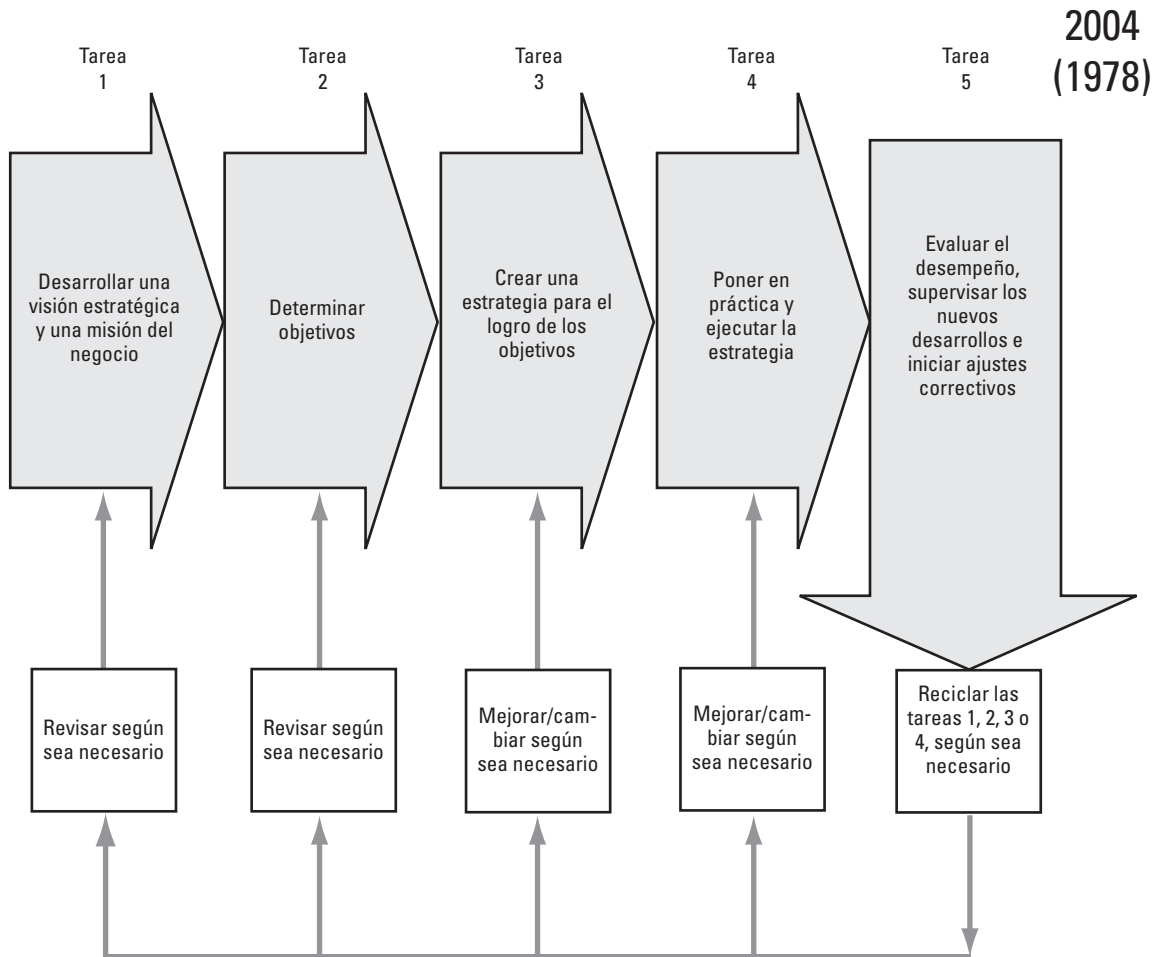 2004
(1978)
Tarea
1
Tarea
2
Tarea
3
Tarea
4
Tarea
5
Desarrollar una
visión estratégica
y una misión del
negocio
Determinar
objetivos
Crear una
estrategia para el
logro de los
objetivos
Poner en
práctica y
ejecutar la
estrategia
Evaluar el
desempeño,
supervisar los
nuevos
desarrollos e
iniciar ajustes
correctivos
Revisar según
sea necesario
Revisar según
sea necesario
Mejorar/cam-
biar según
sea necesario
Mejorar/cam-
biar según
sea necesario
Reciclar las
tareas 1, 2, 3 o
4, según sea
necesario